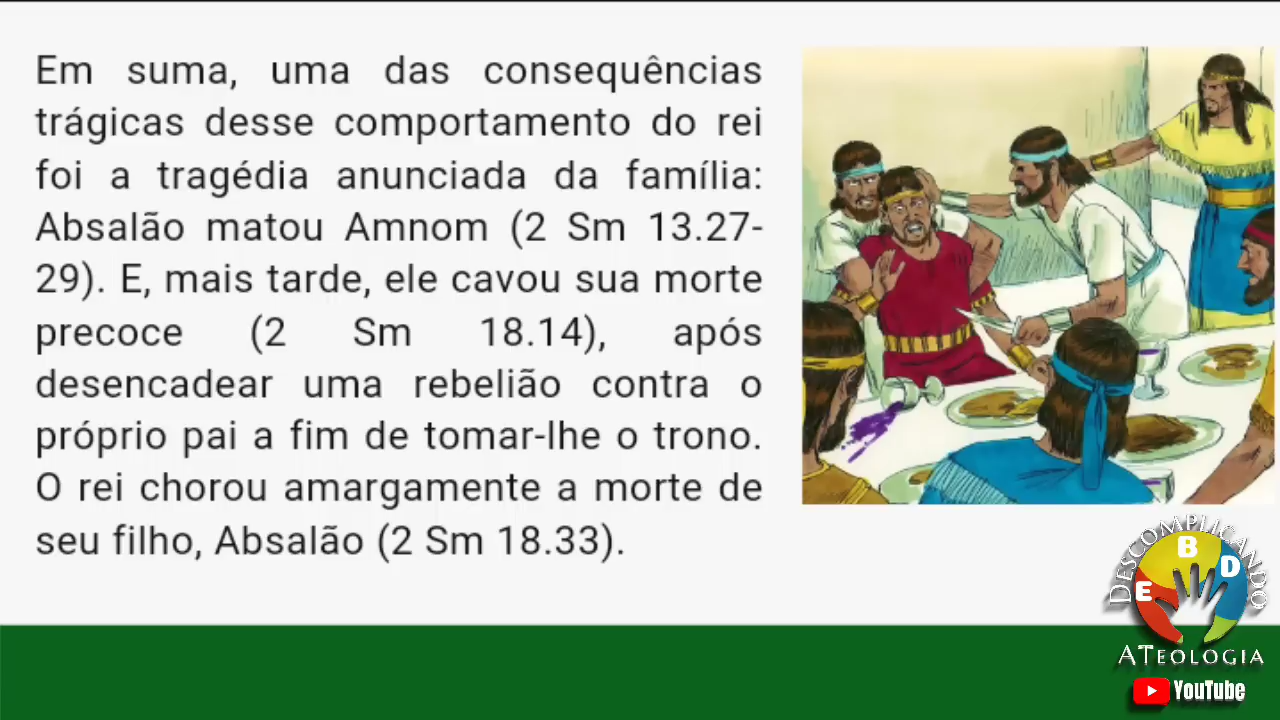 Em suma, uma das consequências
trágicas desse comportamento do rei
foi a tragédia anunciada da família:
Absalão matou Amnom (2 Sm 13.27-
29). E, mais tarde, ele cavou sua morte
precoce (2 Sm 18.14), após
desencadear uma rebelião contra o
próprio pai a fim de tomar-lhe o trono.
O rei chorou amargamente a morte de
seu filho, Absalão (2 Sm 18.33).
DESCOMPLICANDO
E B D
ATEOLOGIA
YouTube